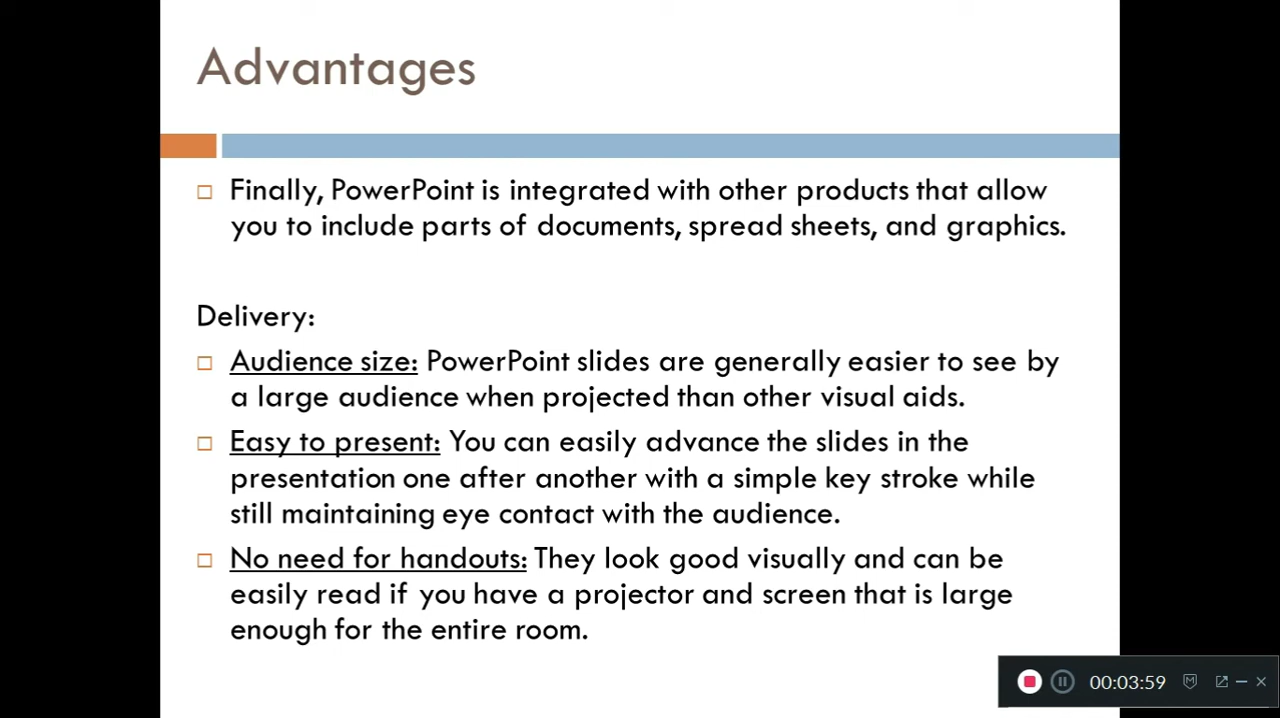 Advantages
Finally, PowerPoint is integrated with other products that allow
you to include parts of documents, spread sheets, and graphics.
Delivery:
Audience size: PowerPoint slides are generally easier to see by
a large audience when projected than other visual aids.
Easy to present: You can easily advance the slides in the
presentation one after another with a simple key stroke while
still maintaining eye contact with the audience.
No need for handouts: They look good visually and can be
easily read if you have a projector and screen that is large
enough for the entire room.
00:03:59